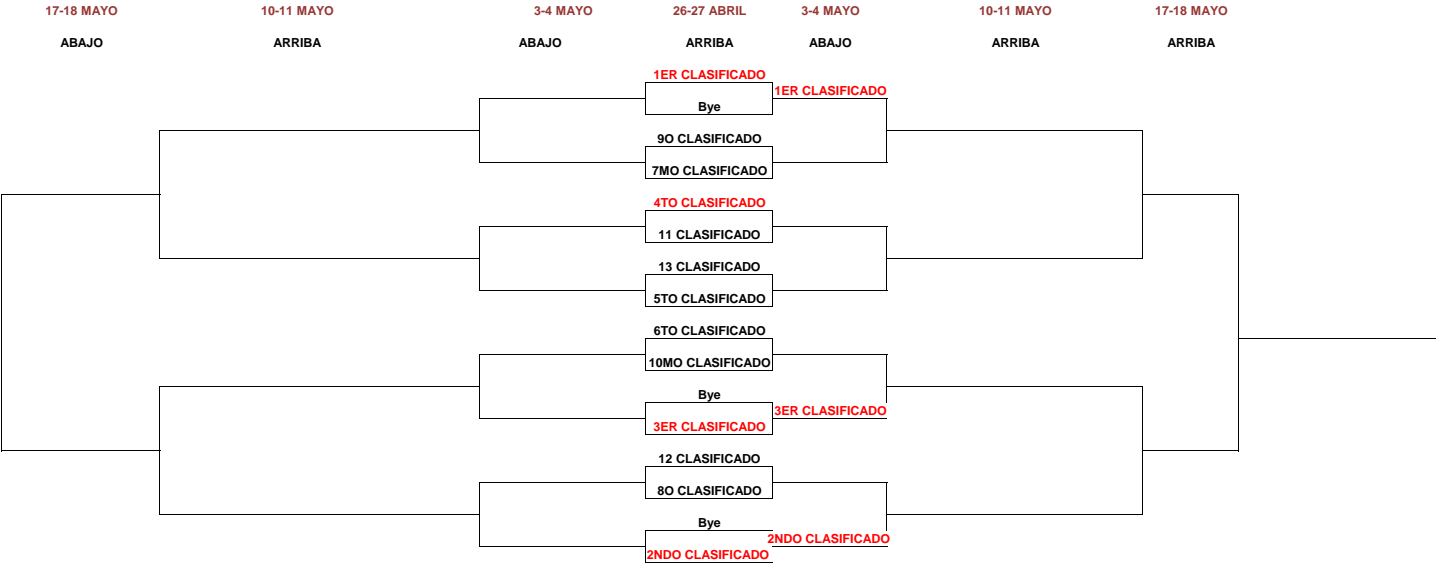 17-18 MAYO 10-11 MAYO 3-4 MAYO 26-27 ABRIL 3-4 MAYO 10-11 MAYO 17-18 MAYO
ABAJO ARRIBA ABAJO ARRIBA ABAJO ARRIBA ARRIBA
1ER CLASIFICADO
1ER CLASIFICADO
Bye
9O CLASIFICADO
7MO CLASIFICADO
4TO CLASIFICADO
11 CLASIFICADO
13 CLASIFICADO
5TO CLASIFICADO
6TO CLASIFICADO
10MO CLASIFICADO
Bye
3ER CLASIFICADO
3ER CLASIFICADO
12 CLASIFICADO
8O CLASIFICADO
Bye
2NDO CLASIFICADO
2NDO CLASIFICADO